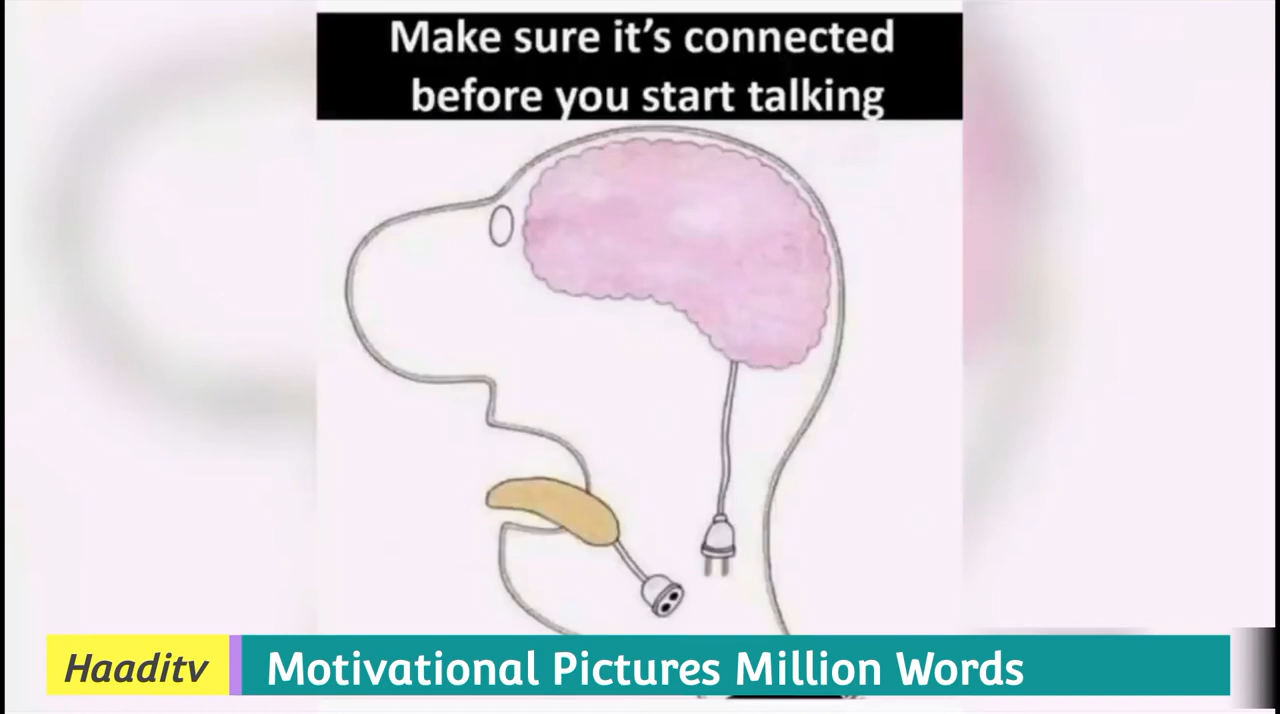 Make sure it's connected
before you start talking
Haaditv
Motivational Pictures Million Words